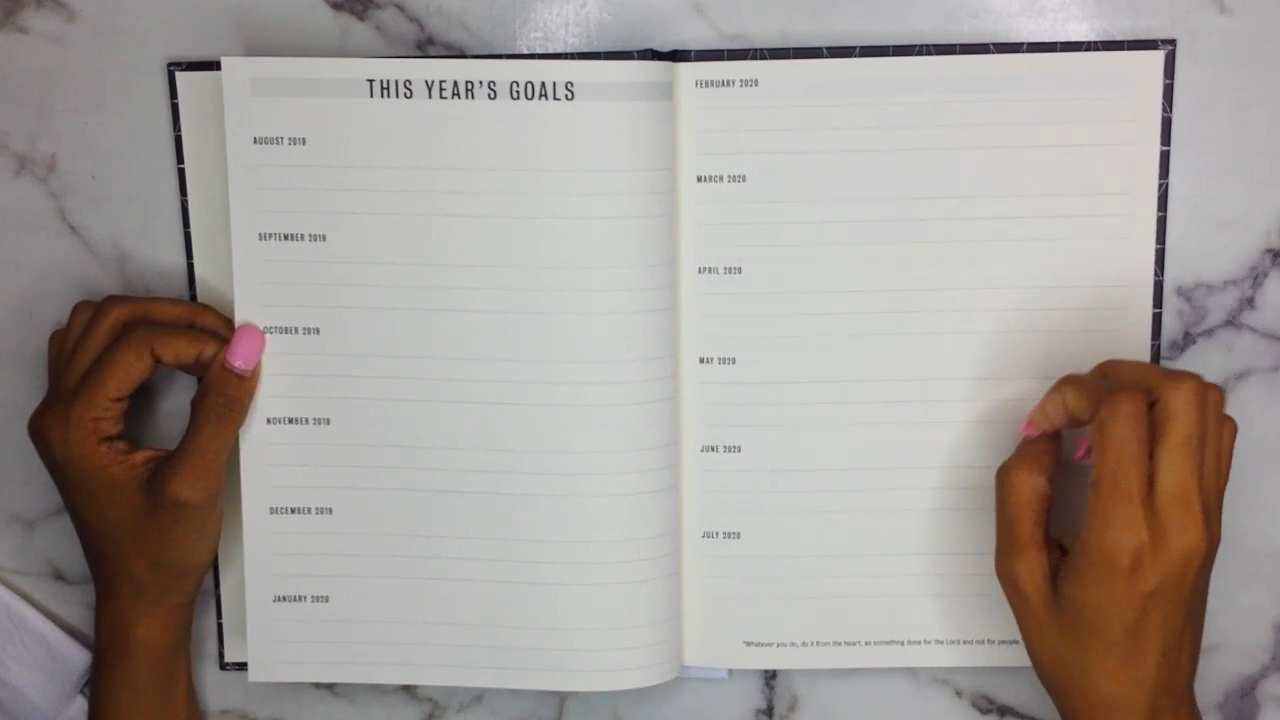 THIS YEAR'S GOALS
AUGUST 2019
SEPTEMBER 2019
OCTOBER 2019
NOVEMBER 2019
DECEMBER 2019
JANUARY 2020
FEBRUARY 2020
MARCH 2020
APRIL 2020
MAY 2020
JUNE 2020
JULY 2020
"Whatever you do, do it from the heart, as something done for the Lord and not for people,